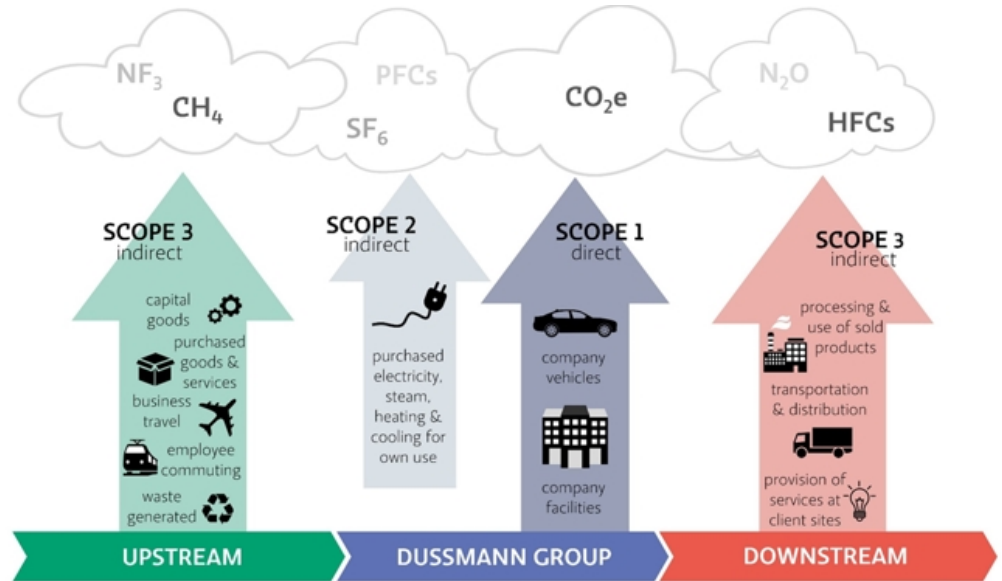 NF₃
CH₄
PFCs
SF₆
CO₂e
N₂O
HFCs
SCOPE 3
indirect
capital
goods
purchased
goods &
services
business
travel
employee
commuting
waste
generated
SCOPE 2
indirect
purchased
electricity,
steam,
heating &
cooling for
own use
SCOPE 1
direct
company
vehicles
company
facilities
SCOPE 3
indirect
processing &
use of sold
products
transportation
& distribution
provision of
services at
client sites
UPSTREAM
DUSSMANN GROUP
DOWNSTREAM